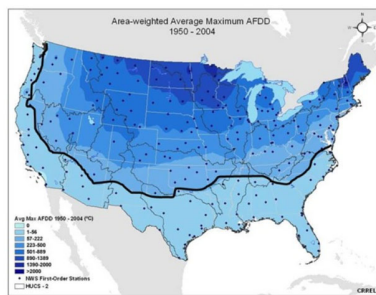 Area-weighted Average Maximum AFDD
1950 - 2004
Avg Max AFDD 1950 - 2004 (ºC)
0
1-56
57-222
223-500
501-889
890-1389
1390-2000
>2000
NWS First-Order Stations
HUCS - 2
CRREL